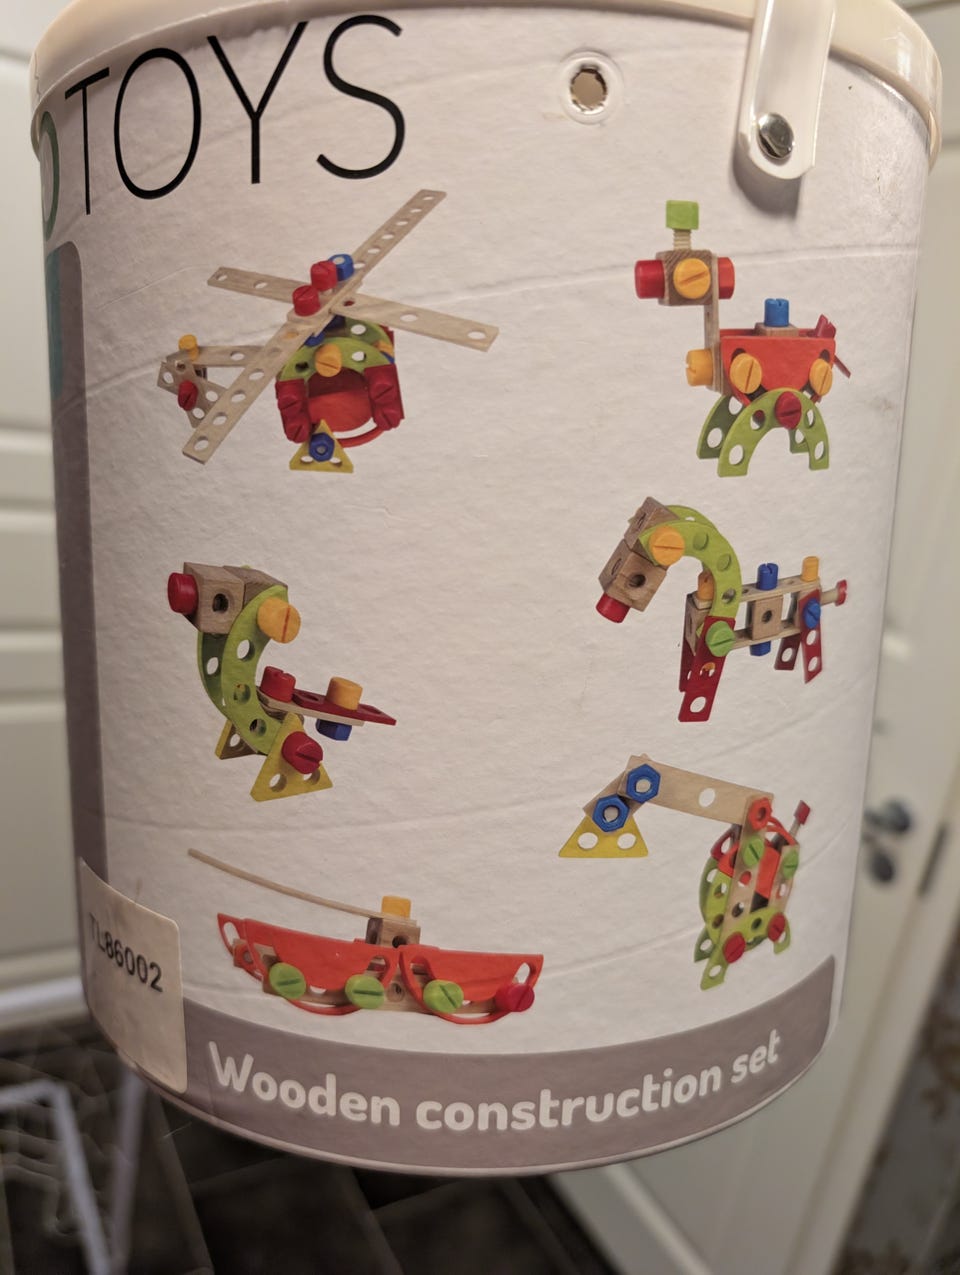 TOYS
TL86002
Wooden construction set